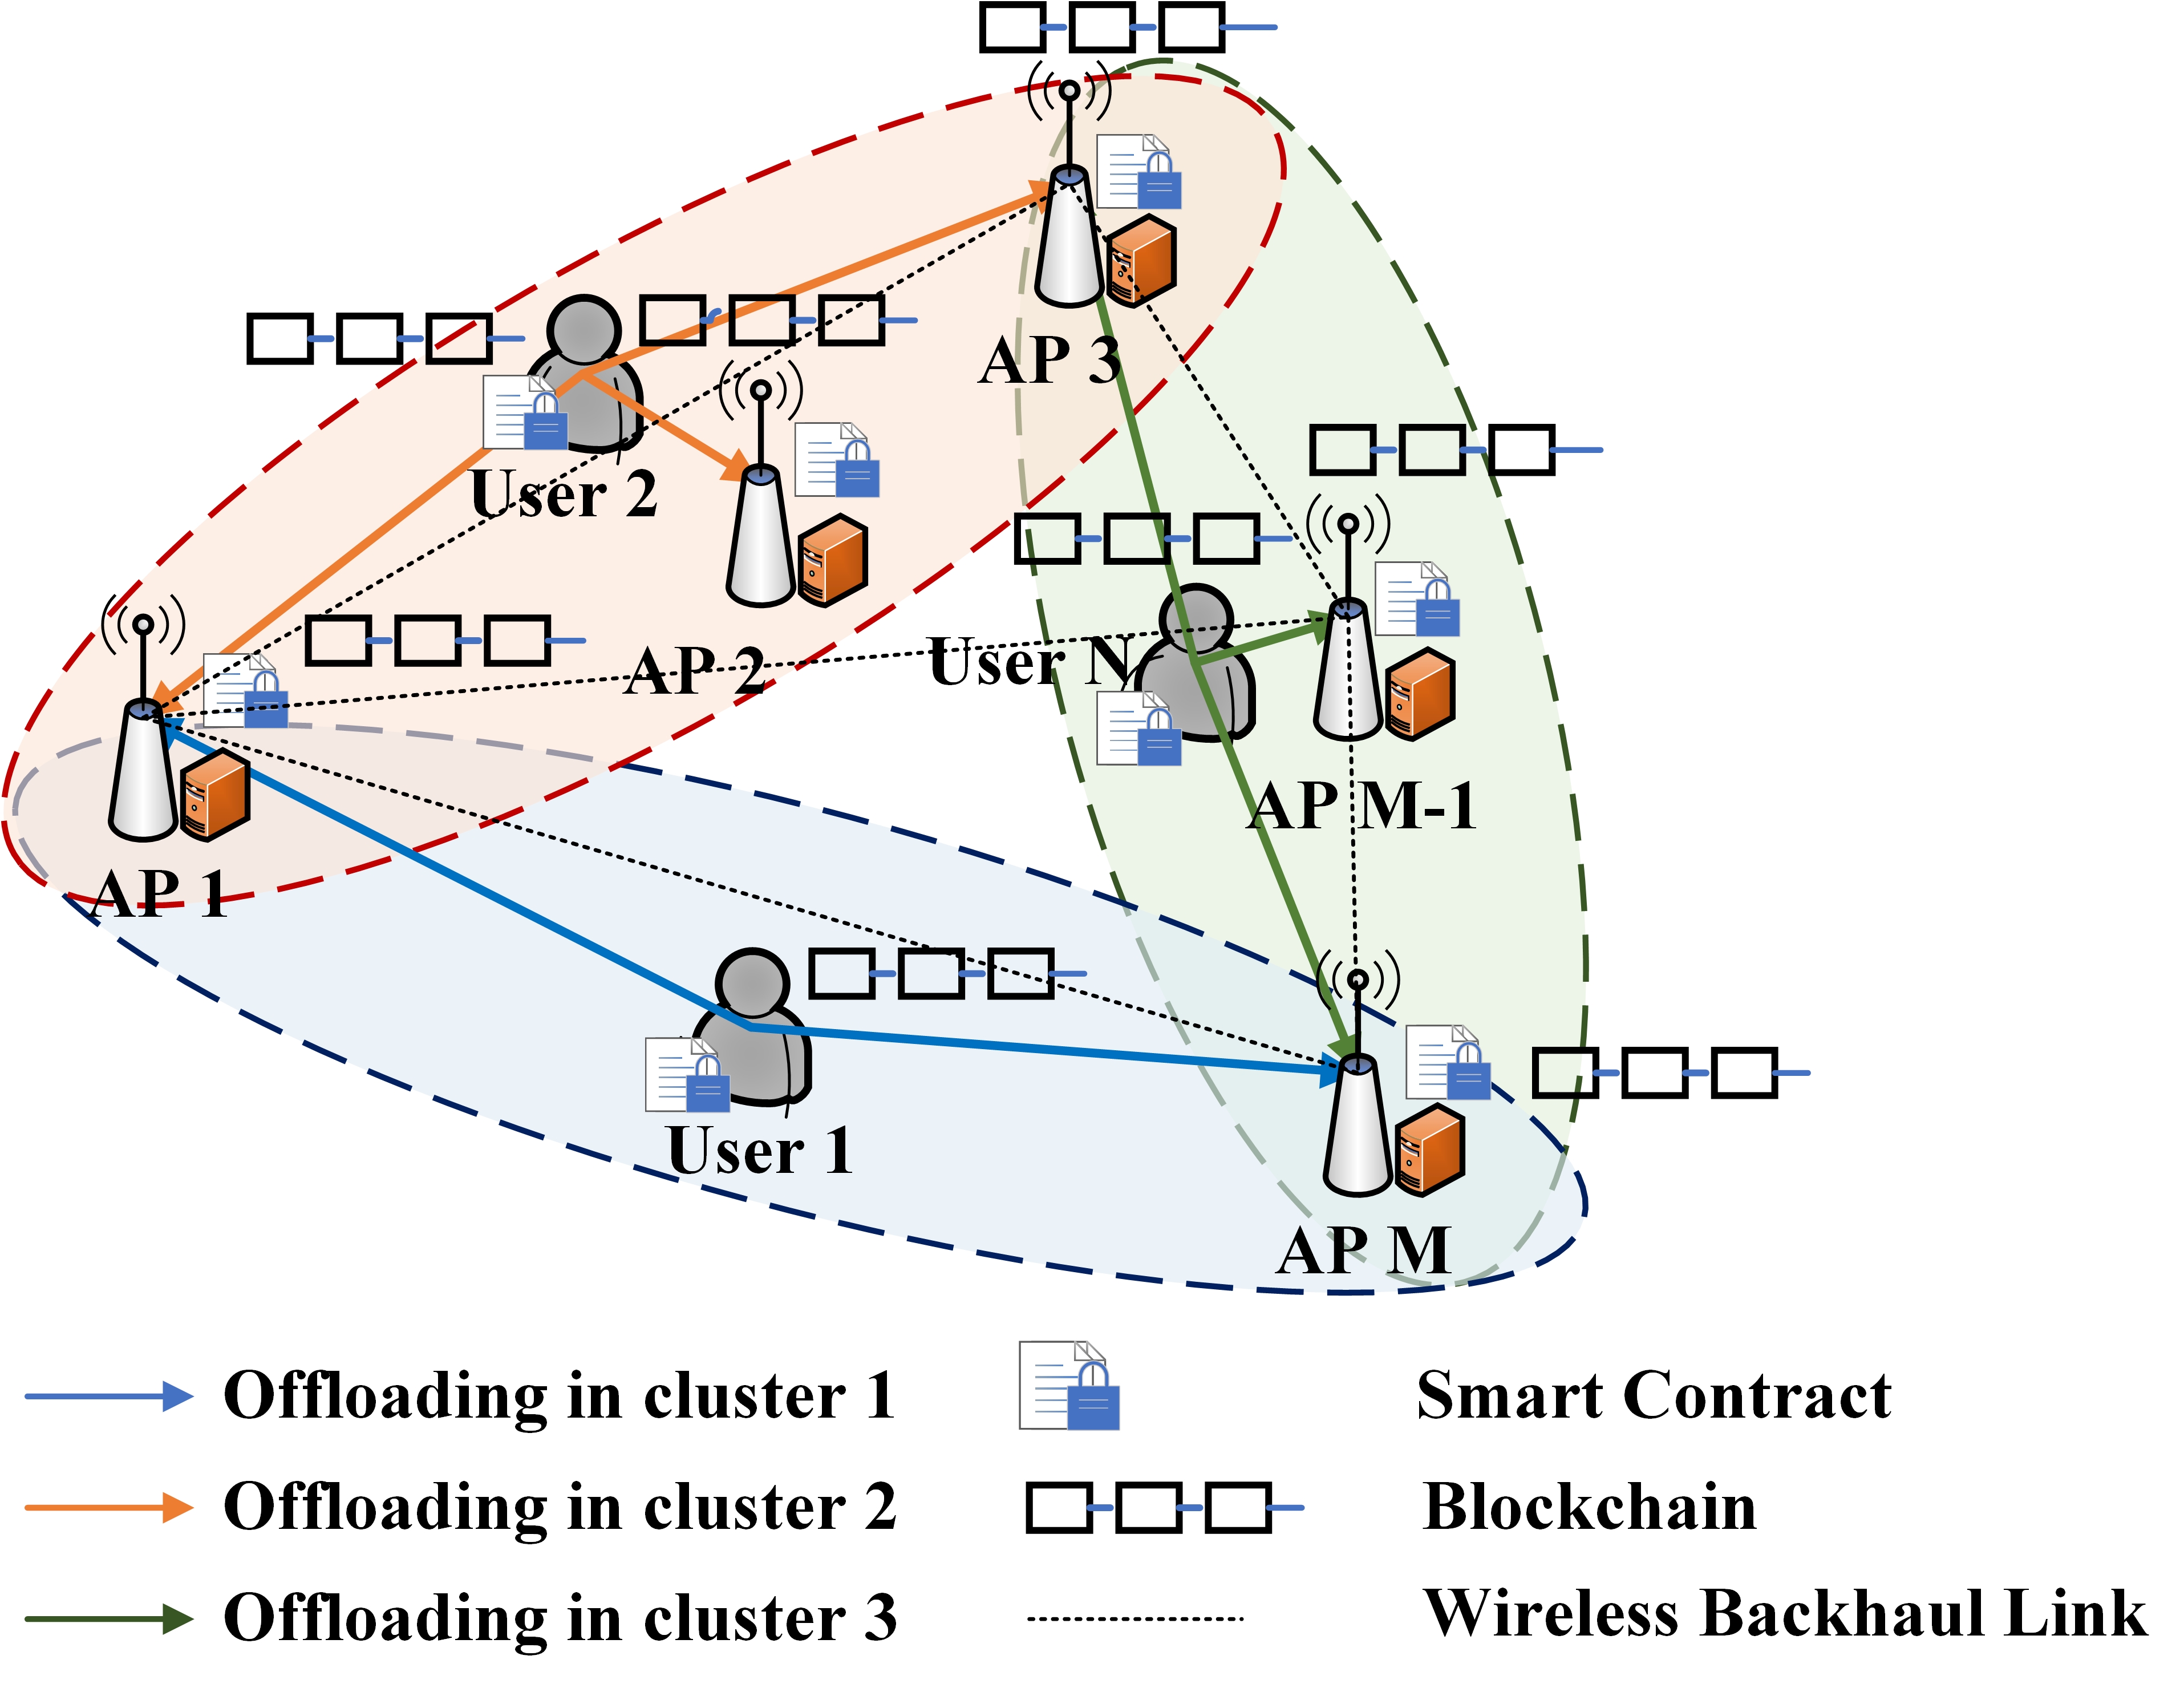 AP 3
User 2
User N
AP 2
AP M-1
AP 1
User 1
AP M
Offloading in cluster 1
Smart Contract
Offloading in cluster 2
Blockchain
Offloading in cluster 3
Wireless Backhaul Link